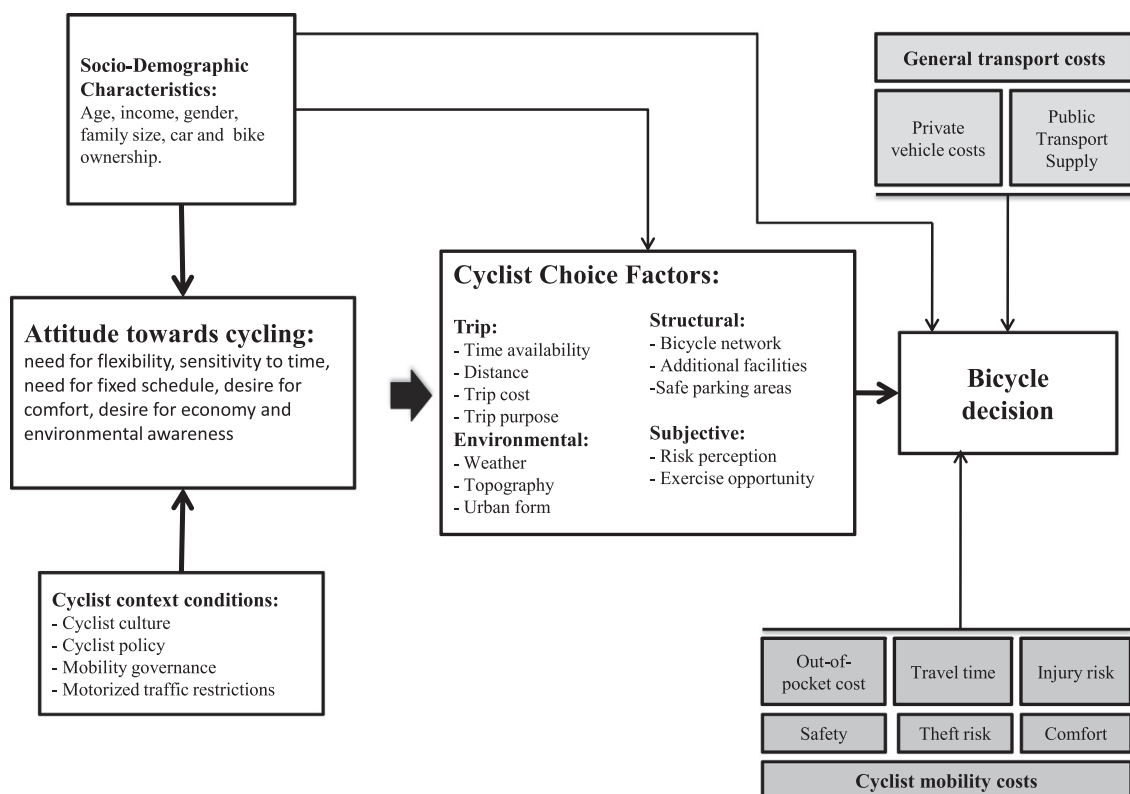 Socio-Demographic
Characteristics:
Age, income, gender,
family size, car and bike
ownership.
General transport costs
Private
vehicle costs
Public
Transport
Supply
Attitude towards cycling:
need for flexibility, sensitivity to time,
need for fixed schedule, desire for
comfort, desire for economy and
environmental awareness
Cyclist Choice Factors:
Trip:
- Time availability
- Distance
- Trip cost
- Trip purpose
Environmental:
- Weather
- Topography
- Urban form
Structural:
- Bicycle network
- Additional facilities
-Safe parking areas
Subjective:
- Risk perception
- Exercise opportunity
Bicycle
decision
Cyclist context conditions:
- Cyclist culture
- Cyclist policy
- Mobility governance
- Motorized traffic restrictions
Out-of-
pocket cost
Travel time
Injury risk
Safety
Theft risk
Comfort
Cyclist mobility costs